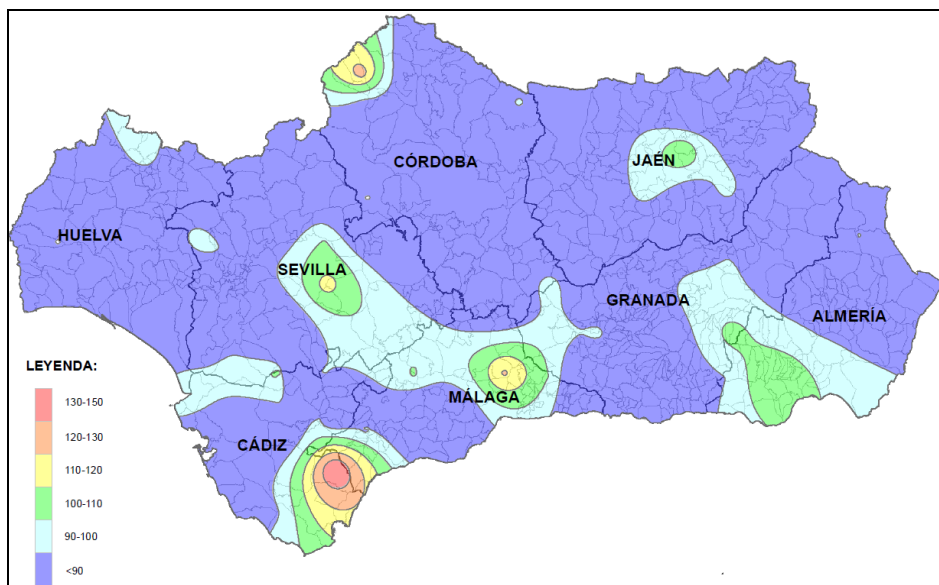 CÓRDOBA
JAÉN
HUELVA
SEVILLA
GRANADA
ALMERÍA
MÁLAGA
CÁDIZ
LEYENDA:
130-150
120-130
110-120
100-110
90-100
<90